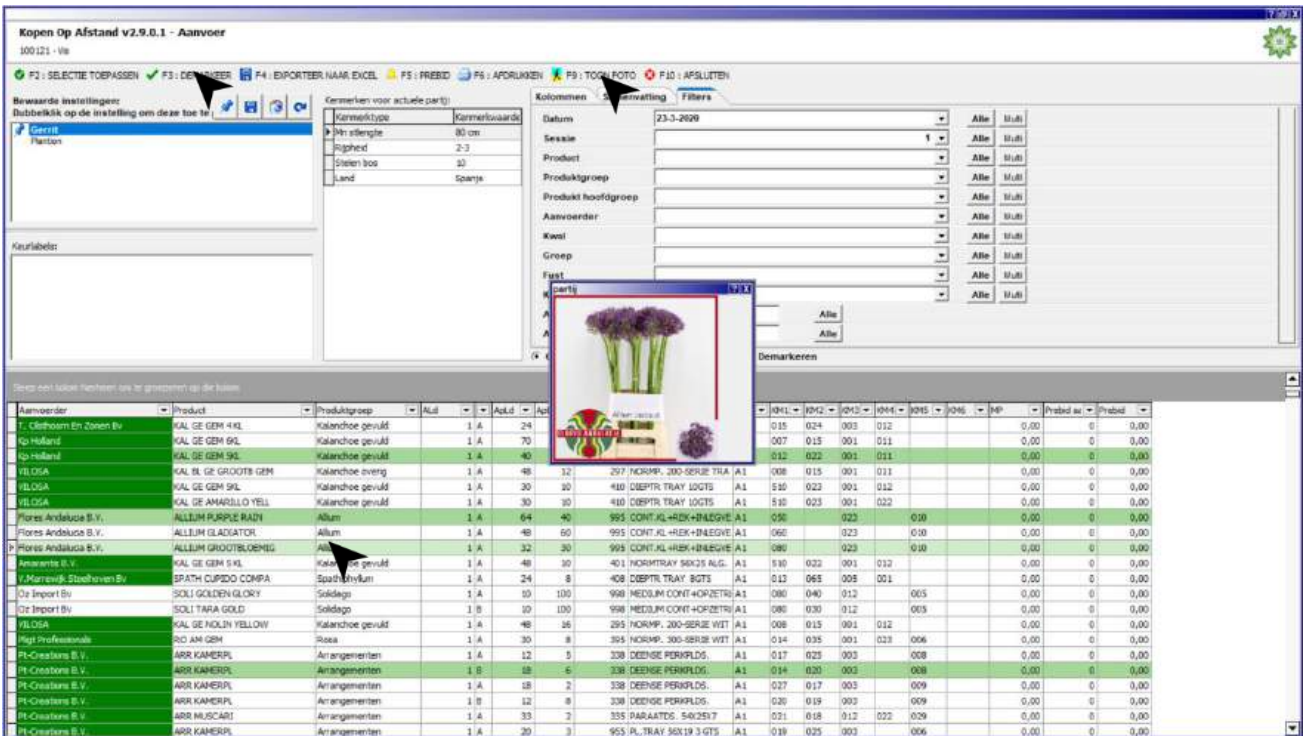 Kopen Op Afstand v2.9.0.1 - Aanvoer
100121 - Vis
F2 : SELECTIE TOEPASSEN F4 : EXPORTEER NAAR EXCEL F5 : PREBID F6 : AFDRUKKEN F9 : FOTO F10 : AFSLUITEN
Bewaarde instellingen:
Dubbelklik op de instelling om deze toe te
Gerrit
Plantion
Keurlabels:
Kenmerken voor actuele partij:
Kenmerktype Kenmerkwaarde
80 cm
Rijpheid 2-3
Stelen bos 10
Land Spanje
Kolommen Filters
Datum 23-3-2020 Alle Multi
Sessie 1 Alle Multi
Product Alle Multi
Produktgroep Alle Multi
Produkt hoofdgroep Alle Multi
Aanvoerder Alle Multi
Kwal Alle Multi
Groep Alle Multi
Fust Alle Multi
Alle Multi
Alle
Alle
Demarkeren
partij
Sleep een kolom hierheen om te groeperen op die kolom
Aanvoerder Product Produktgroep ALd ApLd KM1 KM2 KM3 KM4 KM5 KM6 MP Prebid Prebid
KAL GE GEM 4KL Kalanchoe gevuld 1 A 24 015 024 003 012 0,00 0 0,00
Kp Holland KAL GE GEM 6KL Kalanchoe gevuld 1 A 70 007 015 001 011 0,00 0 0,00
Kp Holland KAL GE GEM 5KL Kalanchoe gevuld 1 A 40 012 022 001 011 0,00 0 0,00
VILOSA KAL BL GE GROOTB GEM Kalanchoe overig 1 A 48 12 297 NORMP. 200-SERIE TRA A1 008 015 001 011 0,00 0 0,00
VILOSA KAL GE GEM 5KL Kalanchoe gevuld 1 A 30 10 410 DIEPTR TRAY 10GTS A1 510 023 001 012 0,00 0 0,00
VILOSA KAL GE AMARILLO YELL Kalanchoe gevuld 1 A 30 10 410 DIEPTR TRAY 10GTS A1 510 023 001 022 0,00 0 0,00
Flores Andalucia B.V. ALLIUM PURPLE RAIN Allium 1 A 64 40 995 CONT.KL+REK+INLEGVE A1 050 023 010 0,00 0 0,00
Flores Andalucia B.V. ALLIUM GLADIATOR Allium 1 A 48 60 995 CONT.KL+REK+INLEGVE A1 060 023 010 0,00 0 0,00
Flores Andalucia B.V. ALLIUM GROOTBLOEMIG 1 A 32 30 995 CONT.KL+REK+INLEGVE A1 080 023 010 0,00 0 0,00
Amarantis B.V. KAL GE GEM 5KL gevuld 1 A 48 10 401 NORMTRAY 56X25 ALG. A1 510 022 001 012 0,00 0 0,00
SPATH CUPIDO COMPA 1 A 24 8 408 DIEPTR TRAY 8GTS A1 012 065 005 001 0,00 0 0,00
Oz Import Bv SOLI GOLDEN GLORY Solidago 1 A 10 100 998 A1 080 040 012 005 0,00 0 0,00
Oz Import Bv SOLI TARA GOLD Solidago 1 B 10 100 998 A1 080 030 012 005 0,00 0 0,00
VILOSA KAL GE NOLIN YELLOW Kalanchoe gevuld 1 A 48 16 295 NORMP. 200-SERIE WIT A1 008 015 001 012 0,00 0 0,00
Pligt Professionals RO AM GEM Rosa 1 A 30 8 395 NORMP. 300-SERIE WIT A1 014 035 001 023 006 0,00 0 0,00
Pt-Creations B.V. ARR KAMERPL Arrangementen 1 A 12 5 338 DEENSE PERKPLDS. A1 017 025 003 008 0,00 0 0,00
Pt-Creations B.V. ARR KAMERPL Arrangementen 1 B 18 6 338 DEENSE PERKPLDS. A1 014 020 003 008 0,00 0 0,00
Pt-Creations B.V. ARR KAMERPL Arrangementen 1 A 18 2 338 DEENSE PERKPLDS. A1 027 017 003 009 0,00 0 0,00
Pt-Creations B.V. ARR KAMERPL Arrangementen 1 B 12 8 338 DEENSE PERKPLDS. A1 020 019 003 009 0,00 0 0,00
Pt-Creations B.V. ARR MUSCARI Arrangementen 1 A 33 2 335 PARAATDS. 54X25X7 A1 021 018 012 022 029 0,00 0 0,00
Pt-Creations B.V. ARR KAMERPL Arrangementen 1 A 20 3 955 PL.TRAY 56X19 3 GTS A1 019 025 003 006 0,00 0 0,00